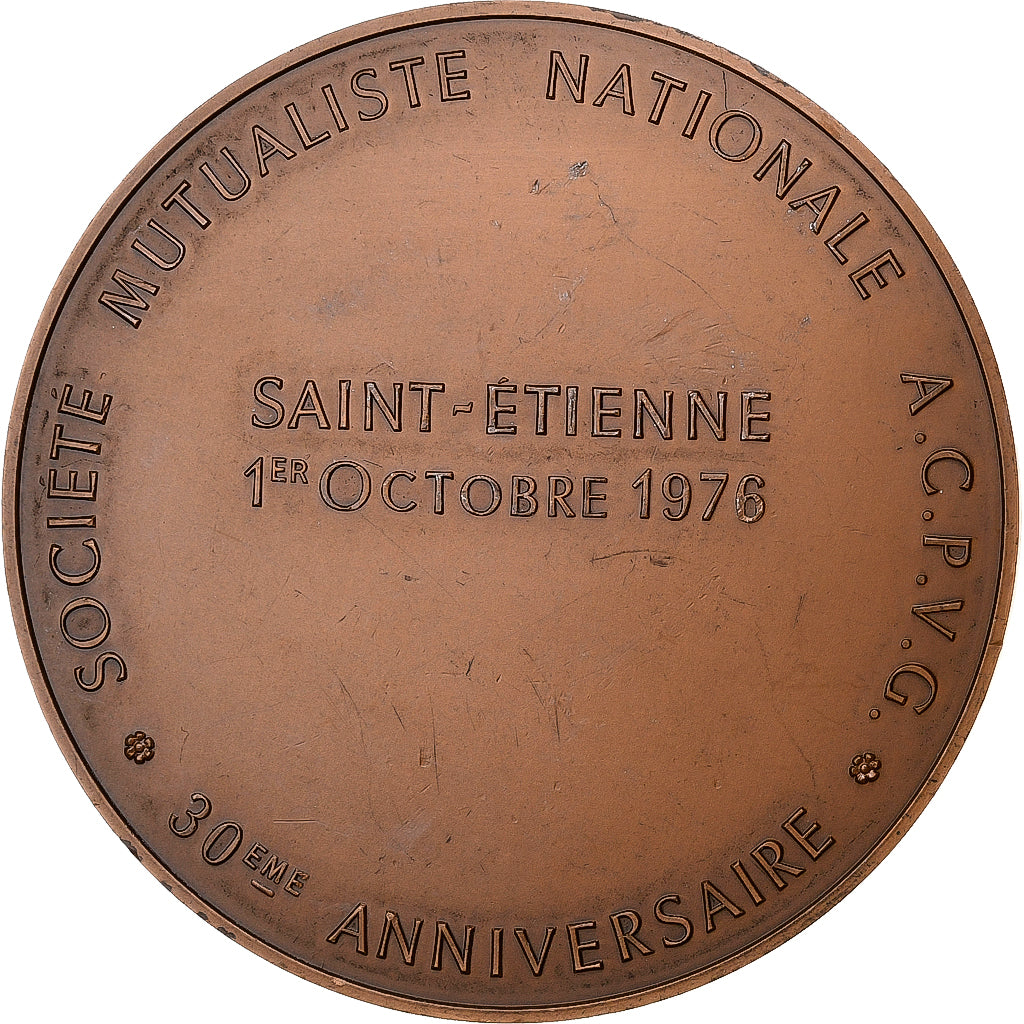 SOCIÉTÉ MUTUALISTE NATIONALE A.C.P.V.G.
SAINT-ÉTIENNE
1ER OCTOBRE 1976
30EME ANNIVERSAIRE